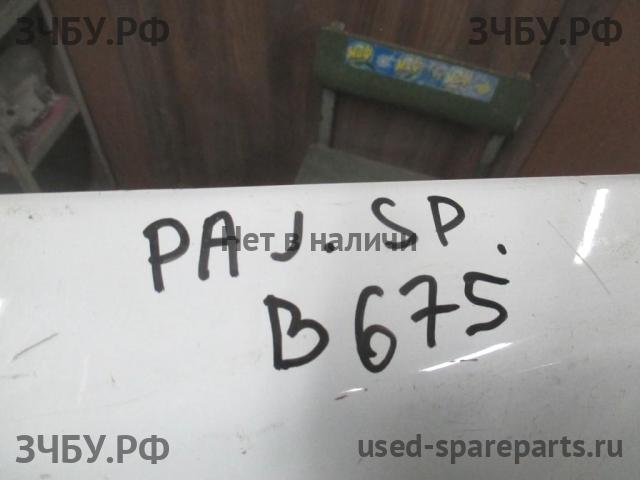 ЗЧБУ.РФ
ЗЧБУ.РФ
PAJ. SP.
Нет в наличи
B675
ЗЧБУ.РФ
used-spareparts.ru